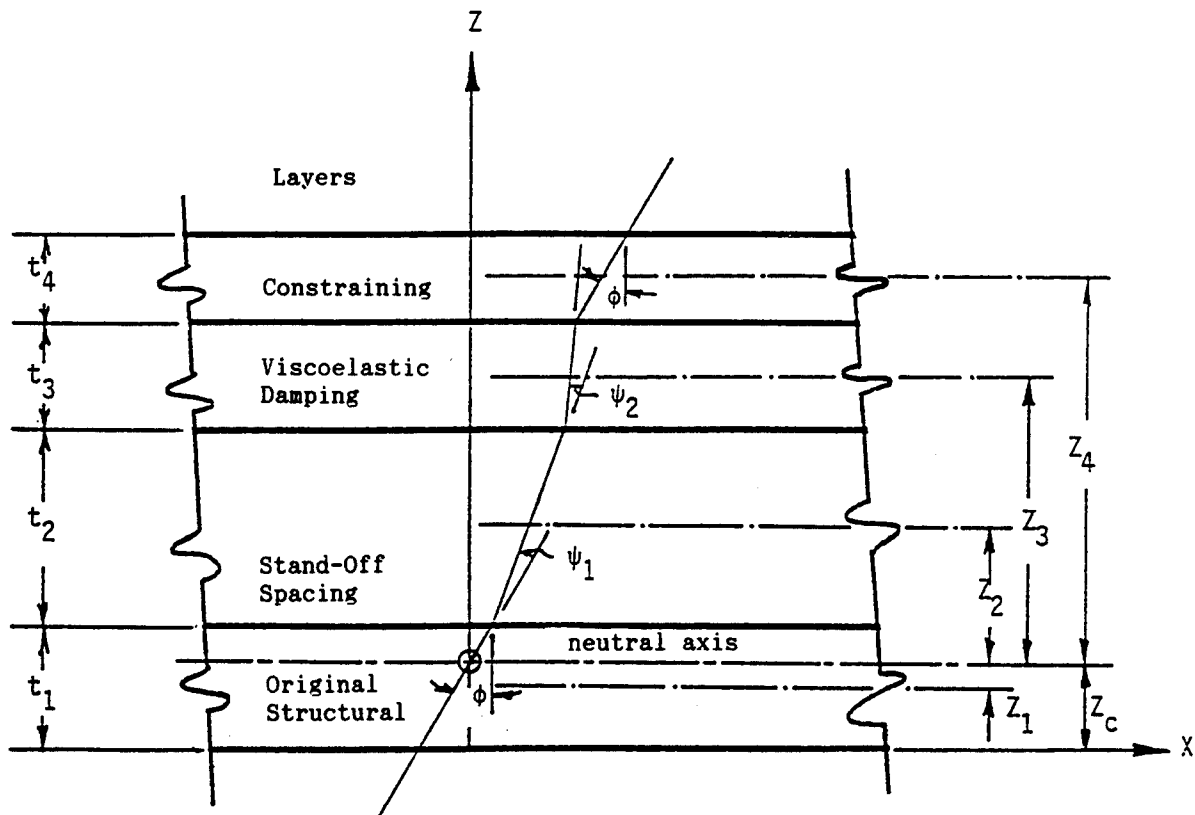 Z
Layers
t₄
Constraining
ϕ
t₃
Viscoelastic
Damping
ψ₂
Z₄
t₂
Z₃
Stand-Off
Spacing
ψ₁
Z₂
neutral axis
t₁
Original
Structural
ϕ
Z₁
Z_c
X